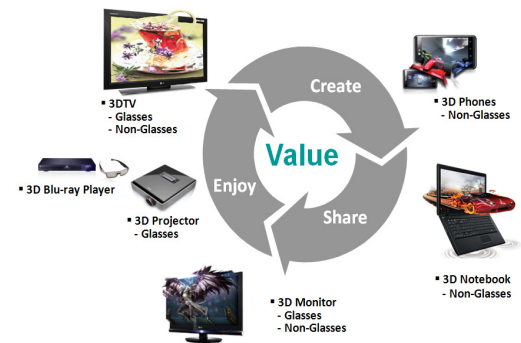 ▪ 3DTV
- Glasses
- Non-Glasses
Create
▪ 3D Phones
- Non-Glasses
Value
▪ 3D Blu-ray Player
Enjoy
▪ 3D Projector
- Glasses
Share
▪ 3D Notebook
- Non-Glasses
▪ 3D Monitor
- Glasses
- Non-Glasses